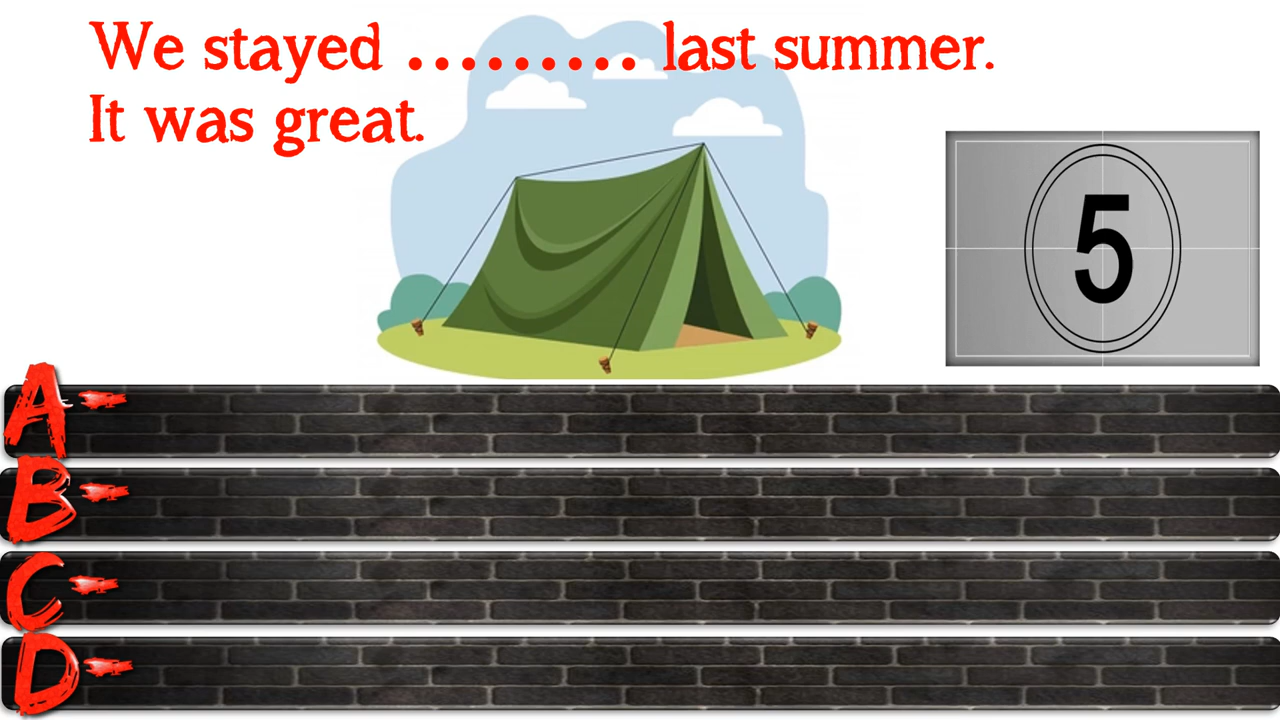 We stayed ......... last summer.
It was great.
5
A-
B-
C-
D-